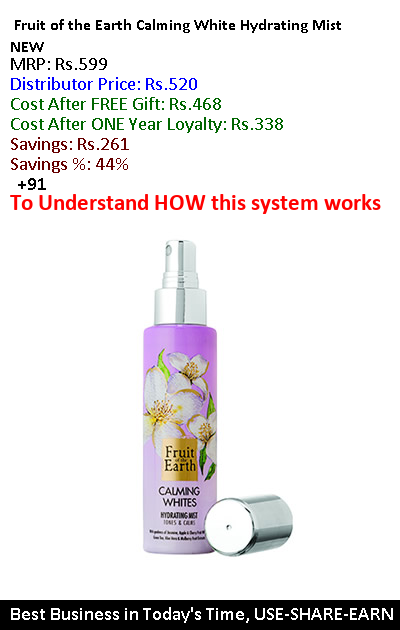 Fruit of the Earth Calming White Hydrating Mist
NEW
MRP: Rs.599
Distributor Price: Rs.520
Cost After FREE Gift: Rs.468
Cost After ONE Year Loyalty: Rs.338
Savings: Rs.261
Savings %: 44%
+91
To Understand HOW this system works
Fruit
of the
Earth
CALMING
WHITES
HYDRATING MIST
TONES & CALMS
Best Business in Today's Time, USE-SHARE-EARN